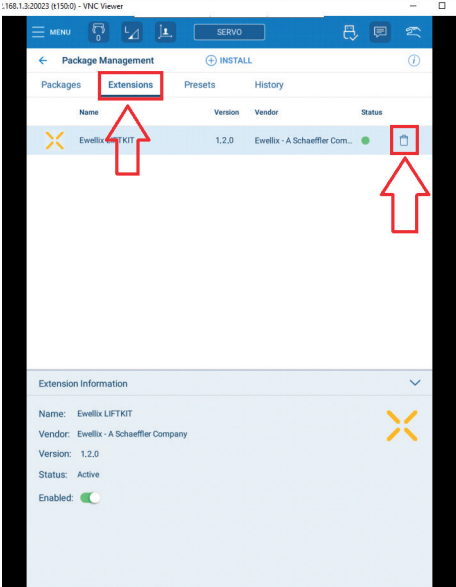 .168.1.3:20023 (t150:0) - VNC Viewer
MENU
0
L
SERVO
Package Management
INSTALL
i
Packages Extensions Presets History
Name Version Vendor Status
Ewellix LIFTKIT 1,2,0 Ewellix - A Schaeffler Com...
Extension Information
Name: Ewellix LIFTKIT
Vendor: Ewellix - A Schaeffler Company
Version: 1,2,0
Status: Active
Enabled: